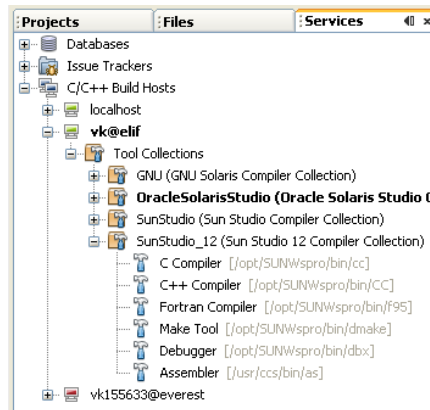 Projects Files Services
Databases
Issue Trackers
C/C++ Build Hosts
localhost
vk@elif
Tool Collections
GNU (GNU Solaris Compiler Collection)
OracleSolarisStudio (Oracle Solaris Studio
SunStudio (Sun Studio Compiler Collection)
SunStudio_12 (Sun Studio 12 Compiler Collection)
C Compiler [/opt/SUNWspro/bin/cc]
C++ Compiler [/opt/SUNWspro/bin/CC]
Fortran Compiler [/opt/SUNWspro/bin/f95]
Make Tool [/opt/SUNWspro/bin/dmake]
Debugger [/opt/SUNWspro/bin/dbx]
Assembler [/usr/ccs/bin/as]
vk155633@everest